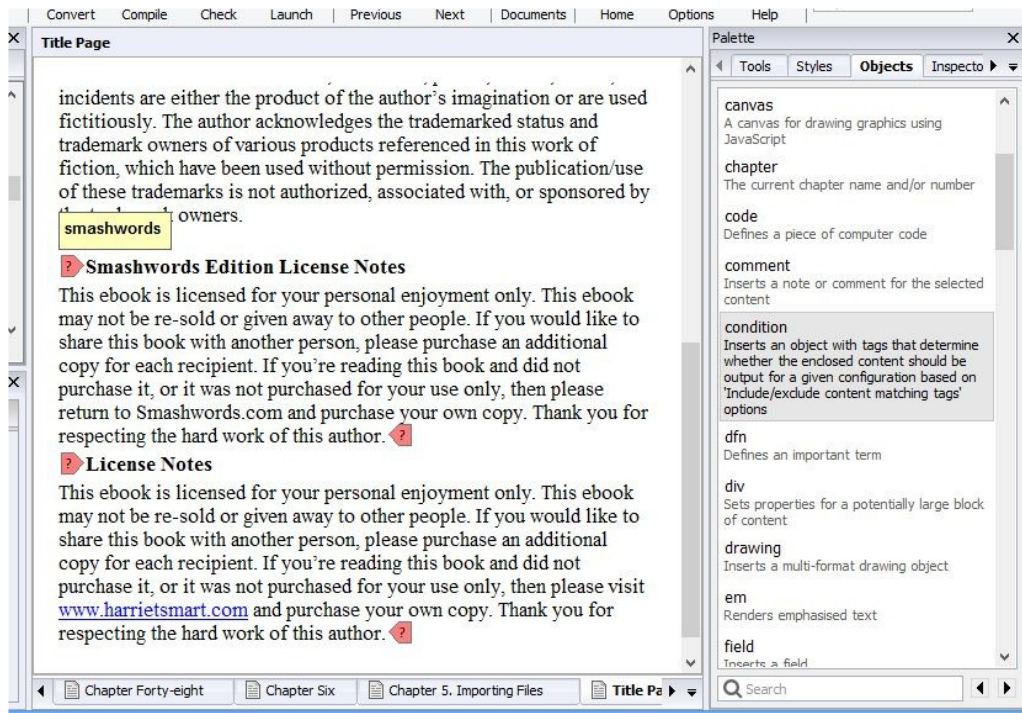 Convert Compile Check Launch Previous Next Documents Home Options Help
Title Page
incidents are either the product of the author's imagination or are used
fictitiously. The author acknowledges the trademarked status and
trademark owners of various products referenced in this work of
fiction, which have been used without permission. The publication/use
of these trademarks is not authorized, associated with, or sponsored by
owners.
smashwords
? Smashwords Edition License Notes
This ebook is licensed for your personal enjoyment only. This ebook
may not be re-sold or given away to other people. If you would like to
share this book with another person, please purchase an additional
copy for each recipient. If you're reading this book and did not
purchase it, or it was not purchased for your use only, then please
return to Smashwords.com and purchase your own copy. Thank you for
respecting the hard work of this author. ?
? License Notes
This ebook is licensed for your personal enjoyment only. This ebook
may not be re-sold or given away to other people. If you would like to
share this book with another person, please purchase an additional
copy for each recipient. If you're reading this book and did not
purchase it, or it was not purchased for your use only, then please visit
www.harrietsmart.com and purchase your own copy. Thank you for
respecting the hard work of this author. ?
Chapter Forty-eight Chapter Six Chapter 5. Importing Files Title Pa
Palette
Tools Styles Objects Inspecto
canvas
A canvas for drawing graphics using
JavaScript
chapter
The current chapter name and/or number
code
Defines a piece of computer code
comment
Inserts a note or comment for the selected
content
condition
Inserts an object with tags that determine
whether the enclosed content should be
output for a given configuration based on
'Include/exclude content matching tags'
options
dfn
Defines an important term
div
Sets properties for a potentially large block
of content
drawing
Inserts a multi-format drawing object
em
Renders emphasised text
field
Inserts a field
Search